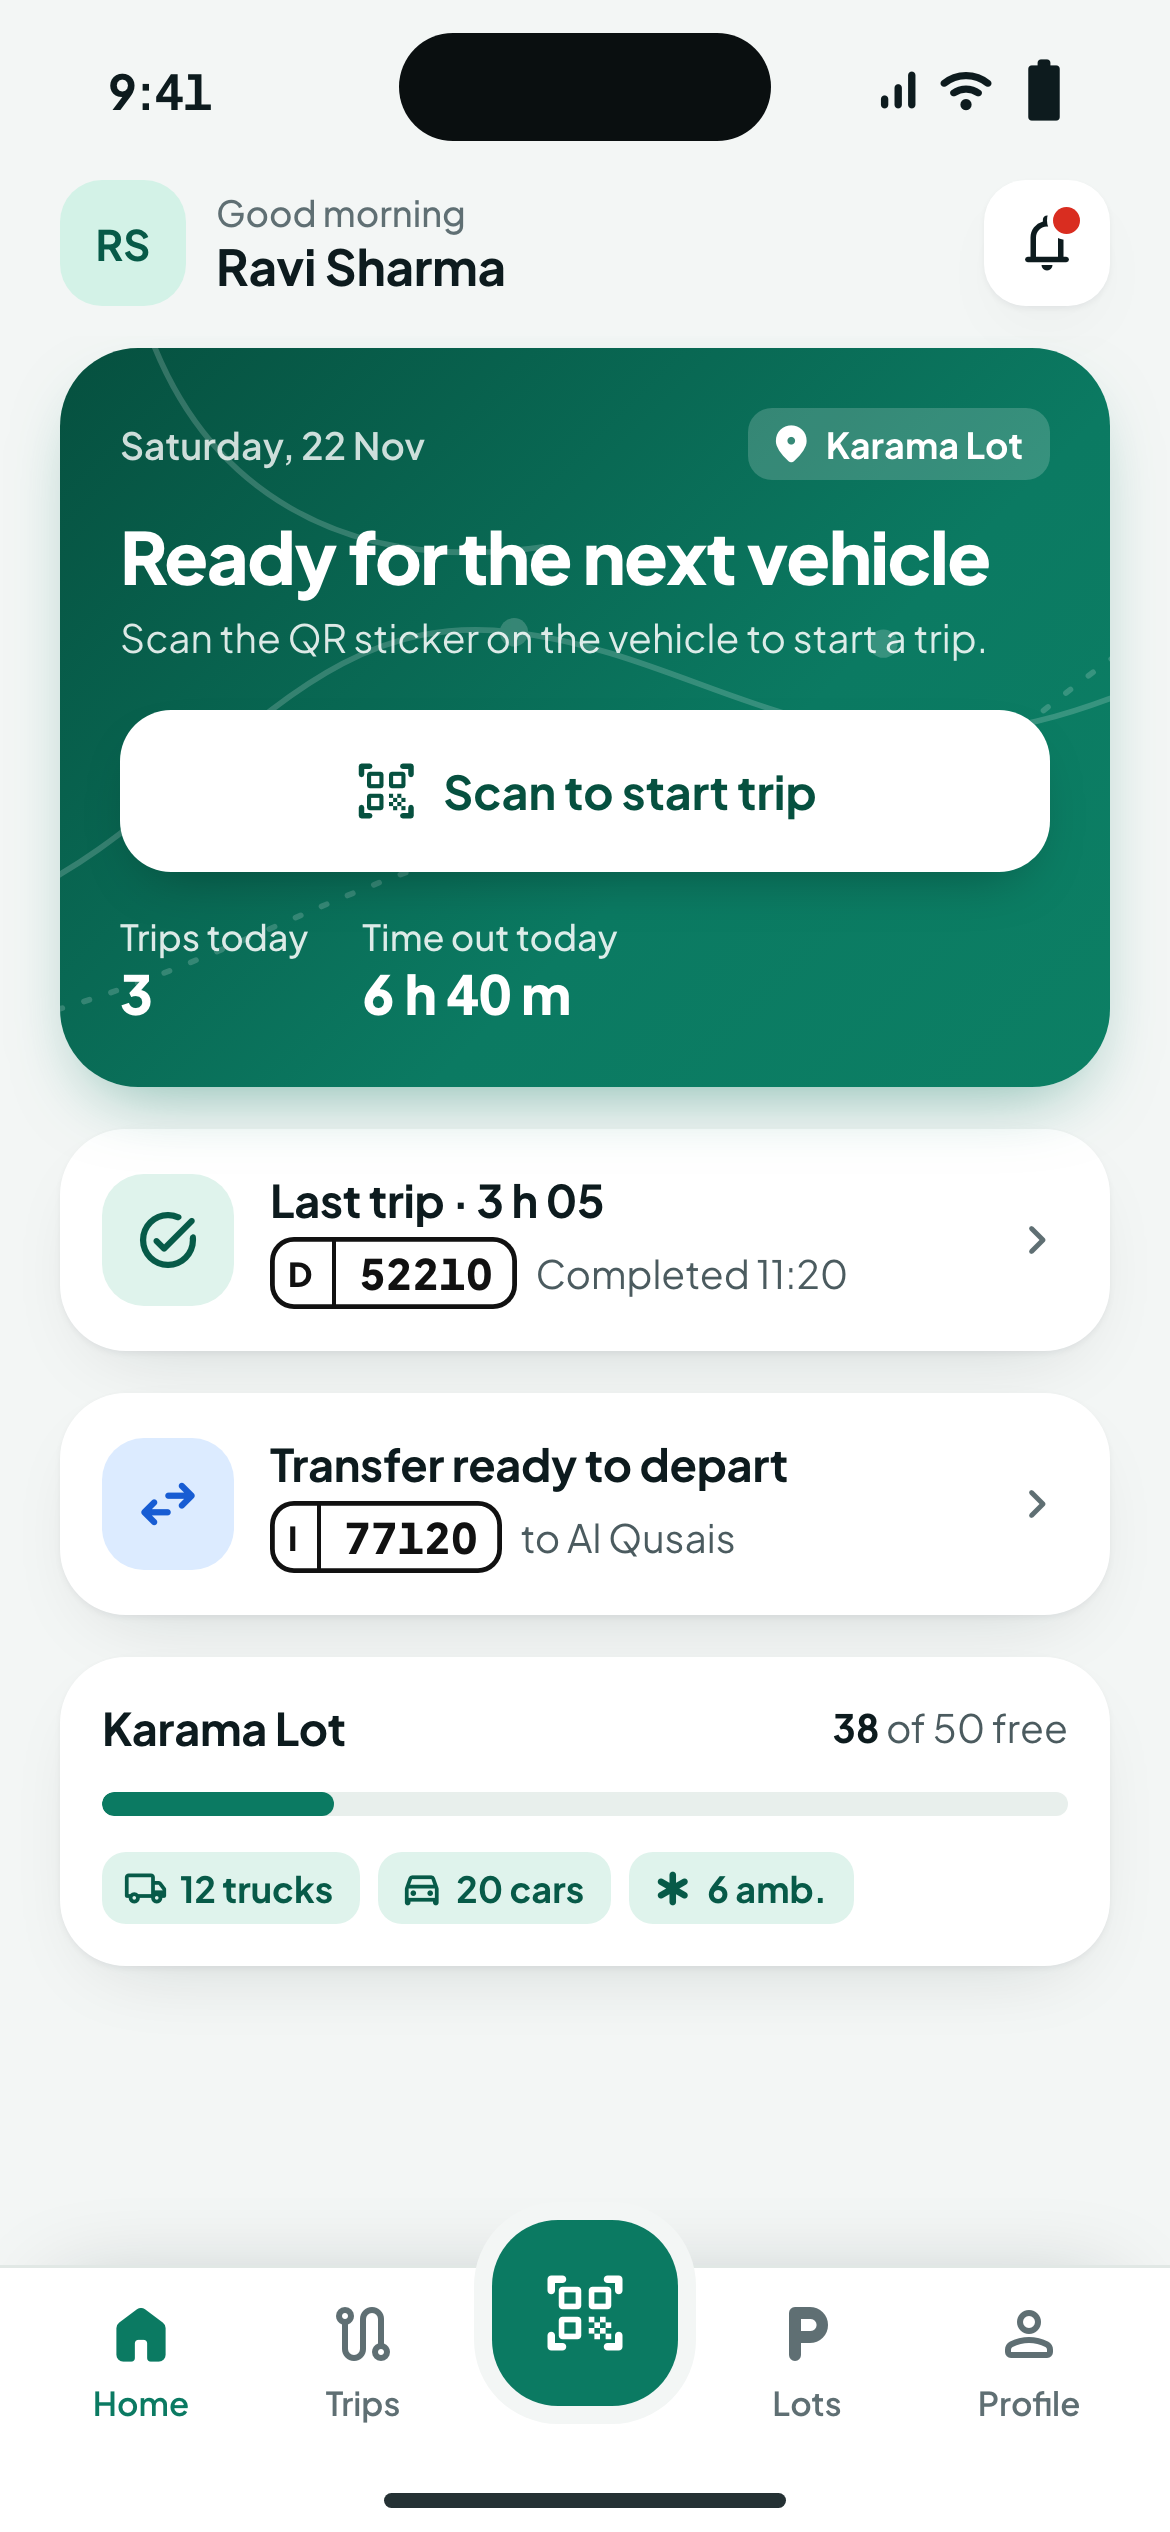 9:41
RS
Good morning
Ravi Sharma
Saturday, 22 Nov
Karama Lot
Ready for the next vehicle
Scan the QR sticker on the vehicle to start a trip.
Scan to start trip
Trips today
3
Time out today
6 h 40 m
Last trip · 3 h 05
D 52210 Completed 11:20
Transfer ready to depart
I 77120 to Al Qusais
Karama Lot
38 of 50 free
12 trucks
20 cars
6 amb.
Home
Trips
P
Lots
Profile